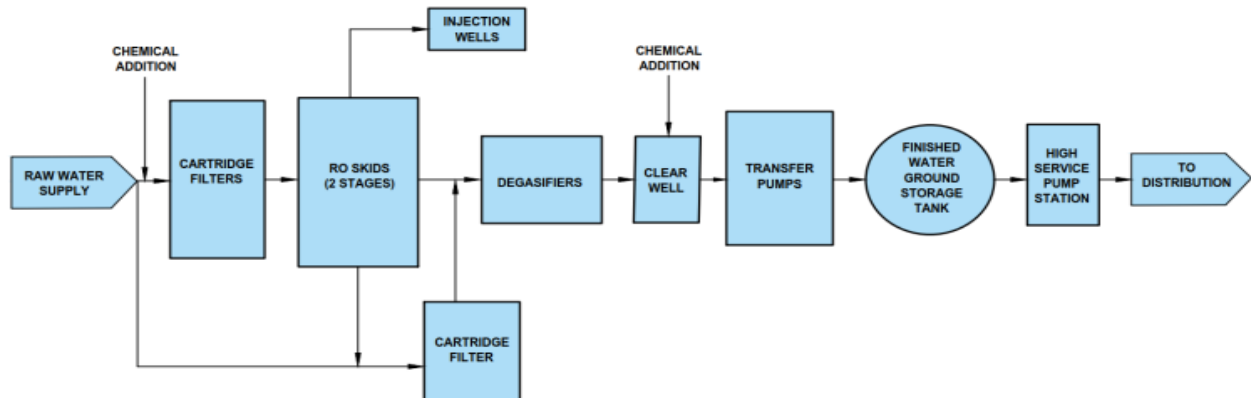 INJECTION
WELLS
CHEMICAL
ADDITION
CHEMICAL
ADDITION
RAW WATER
SUPPLY
CARTRIDGE
FILTERS
RO SKIDS
(2 STAGES)
DEGASIFIERS
CLEAR
WELL
TRANSFER
PUMPS
FINISHED
WATER
GROUND
STORAGE
TANK
HIGH
SERVICE
PUMP
STATION
TO
DISTRIBUTION
CARTRIDGE
FILTER